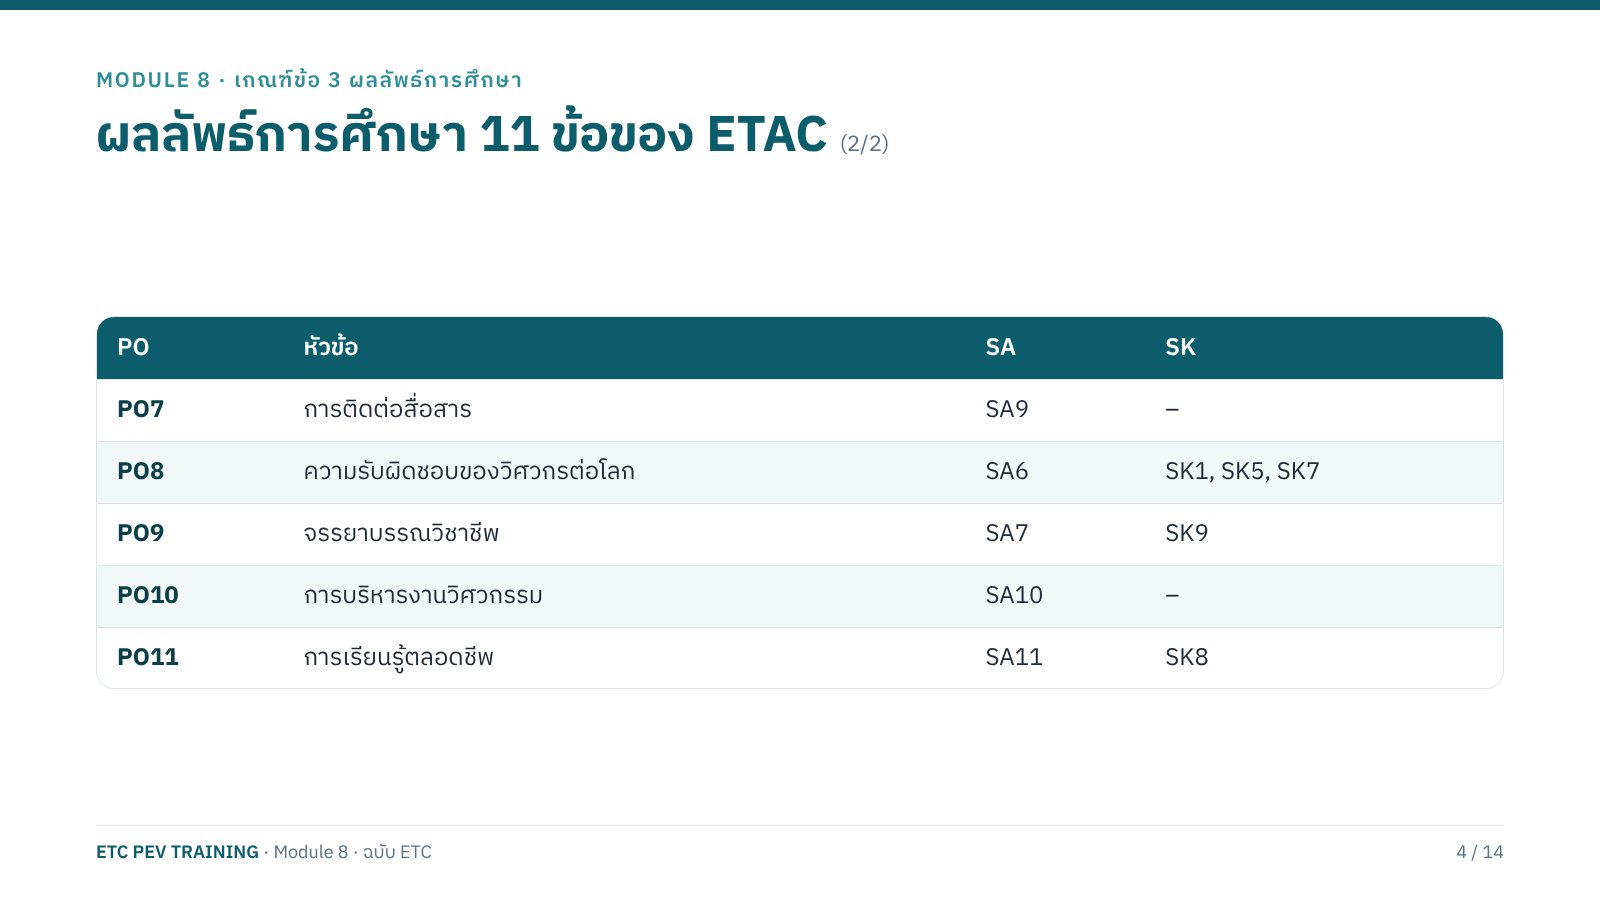 MODULE 8 · เกณฑ์ข้อ 3 ผลลัพธ์การศึกษา
ผลลัพธ์การศึกษา 11 ข้อของ ETAC (2/2)
PO หัวข้อ SA SK
PO7 การติดต่อสื่อสาร SA9 –
PO8 ความรับผิดชอบของวิศวกรต่อโลก SA6 SK1, SK5, SK7
PO9 จรรยาบรรณวิชาชีพ SA7 SK9
PO10 การบริหารงานวิศวกรรม SA10 –
PO11 การเรียนรู้ตลอดชีพ SA11 SK8
ETC PEV TRAINING · Module 8 · ฉบับ ETC 4 / 14